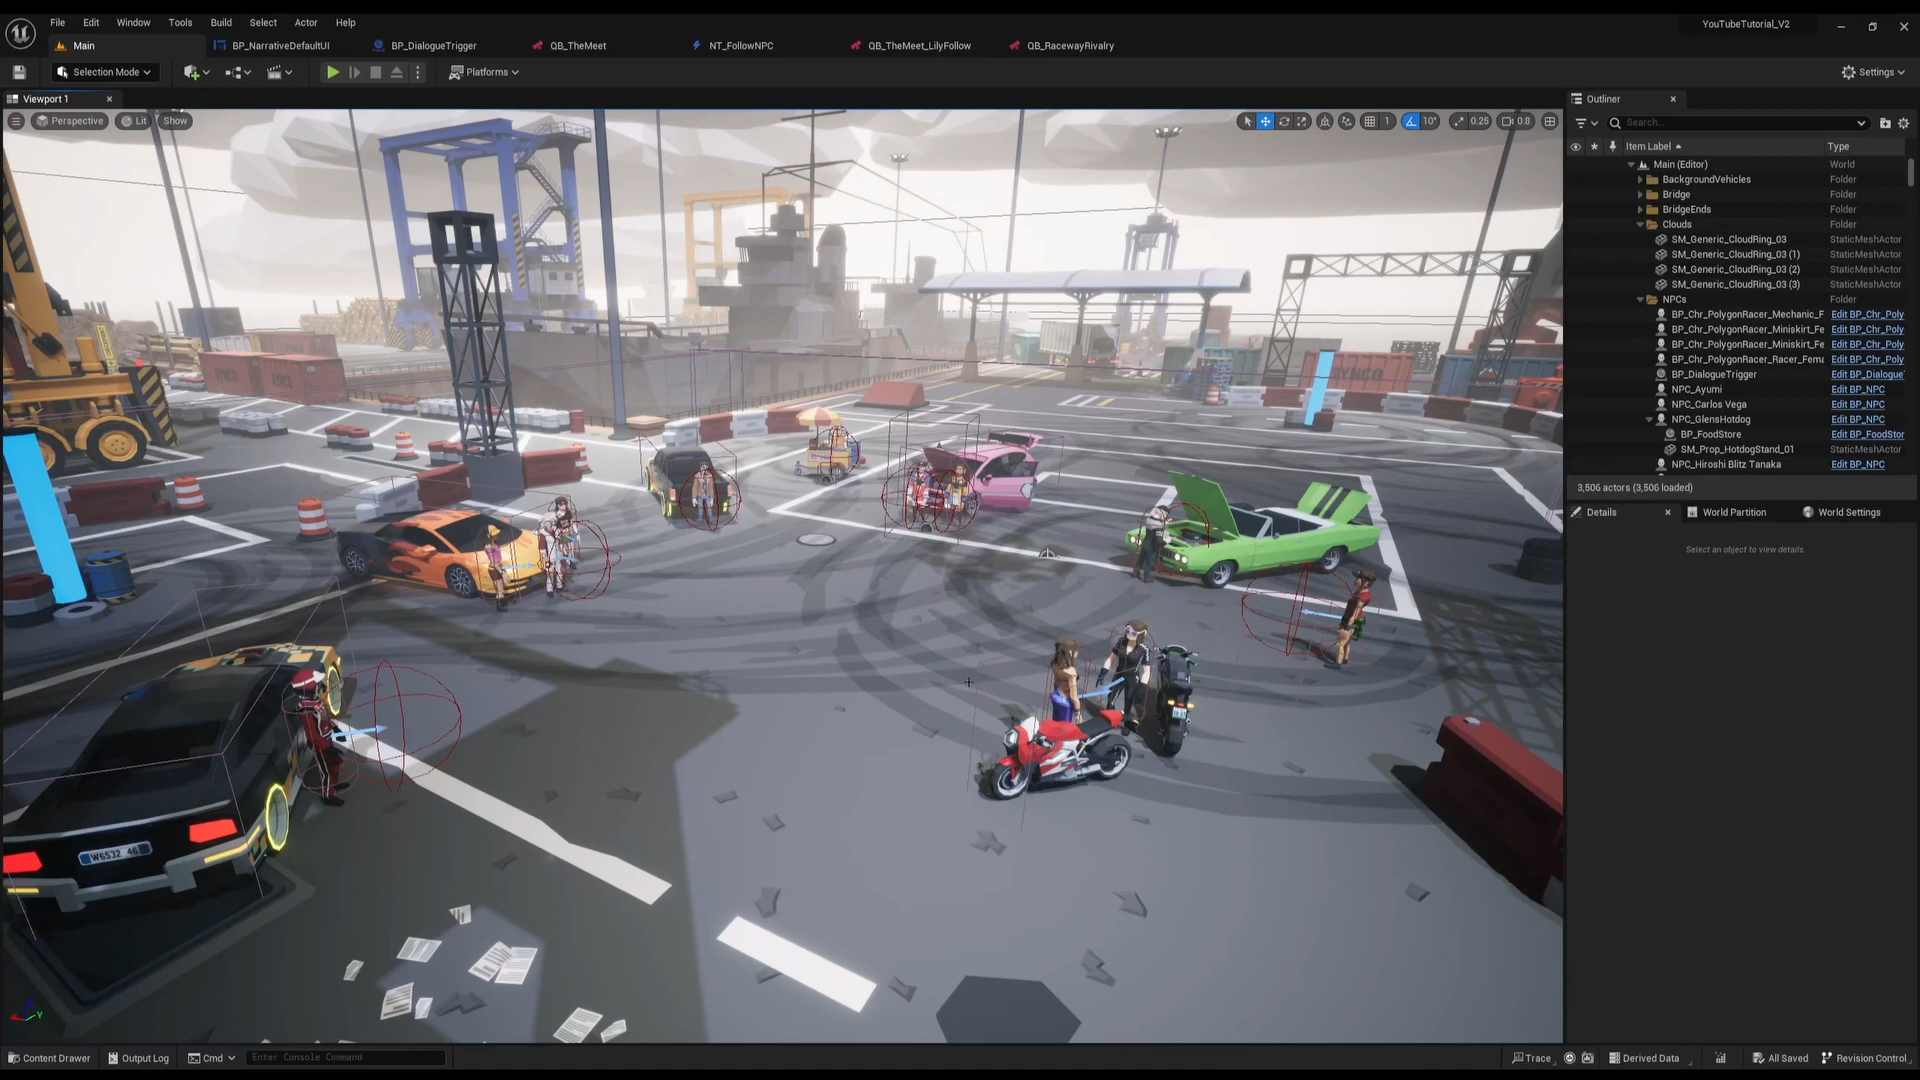 File Edit Window Tools Build Select Actor Help
YouTubeTutorial_V2
Main
BP_NarrativeDefaultUI
BP_DialogueTrigger
QB_TheMeet
NT_FollowNPC
QB_TheMeet_LilyFollow
QB_RacewayRivalry
Selection Mode
Platforms
Settings
Viewport 1
Perspective
Lit
Show
1
10°
0.25
0.8
Outliner
Search...
Item Label
Type
Main (Editor) World
BackgroundVehicles Folder
Bridge Folder
BridgeEnds Folder
Clouds Folder
SM_Generic_CloudRing_03 StaticMeshActor
SM_Generic_CloudRing_03 (1) StaticMeshActor
SM_Generic_CloudRing_03 (2) StaticMeshActor
SM_Generic_CloudRing_03 (3) StaticMeshActor
NPCs Folder
BP_Chr_PolygonRacer_Mechanic_F Edit BP_Chr_Poly
BP_Chr_PolygonRacer_Miniskirt_Fe Edit BP_Chr_Poly
BP_Chr_PolygonRacer_Miniskirt_Fe Edit BP_Chr_Poly
BP_Chr_PolygonRacer_Racer_Fema Edit BP_Chr_Poly
BP_DialogueTrigger Edit BP_Dialogue
NPC_Ayumi Edit BP_NPC
NPC_Carlos Vega Edit BP_NPC
NPC_GlensHotdog Edit BP_NPC
BP_FoodStore Edit BP_FoodStor
SM_Prop_HotdogStand_01 StaticMeshActor
NPC_Hiroshi Blitz Tanaka Edit BP_NPC
3,506 actors (3,506 loaded)
Details
World Partition
World Settings
Select an object to view details.
SYNCO
W6532 46
Y
Content Drawer
Output Log
Cmd
Enter Console Command
Trace
Derived Data
All Saved
Revision Control